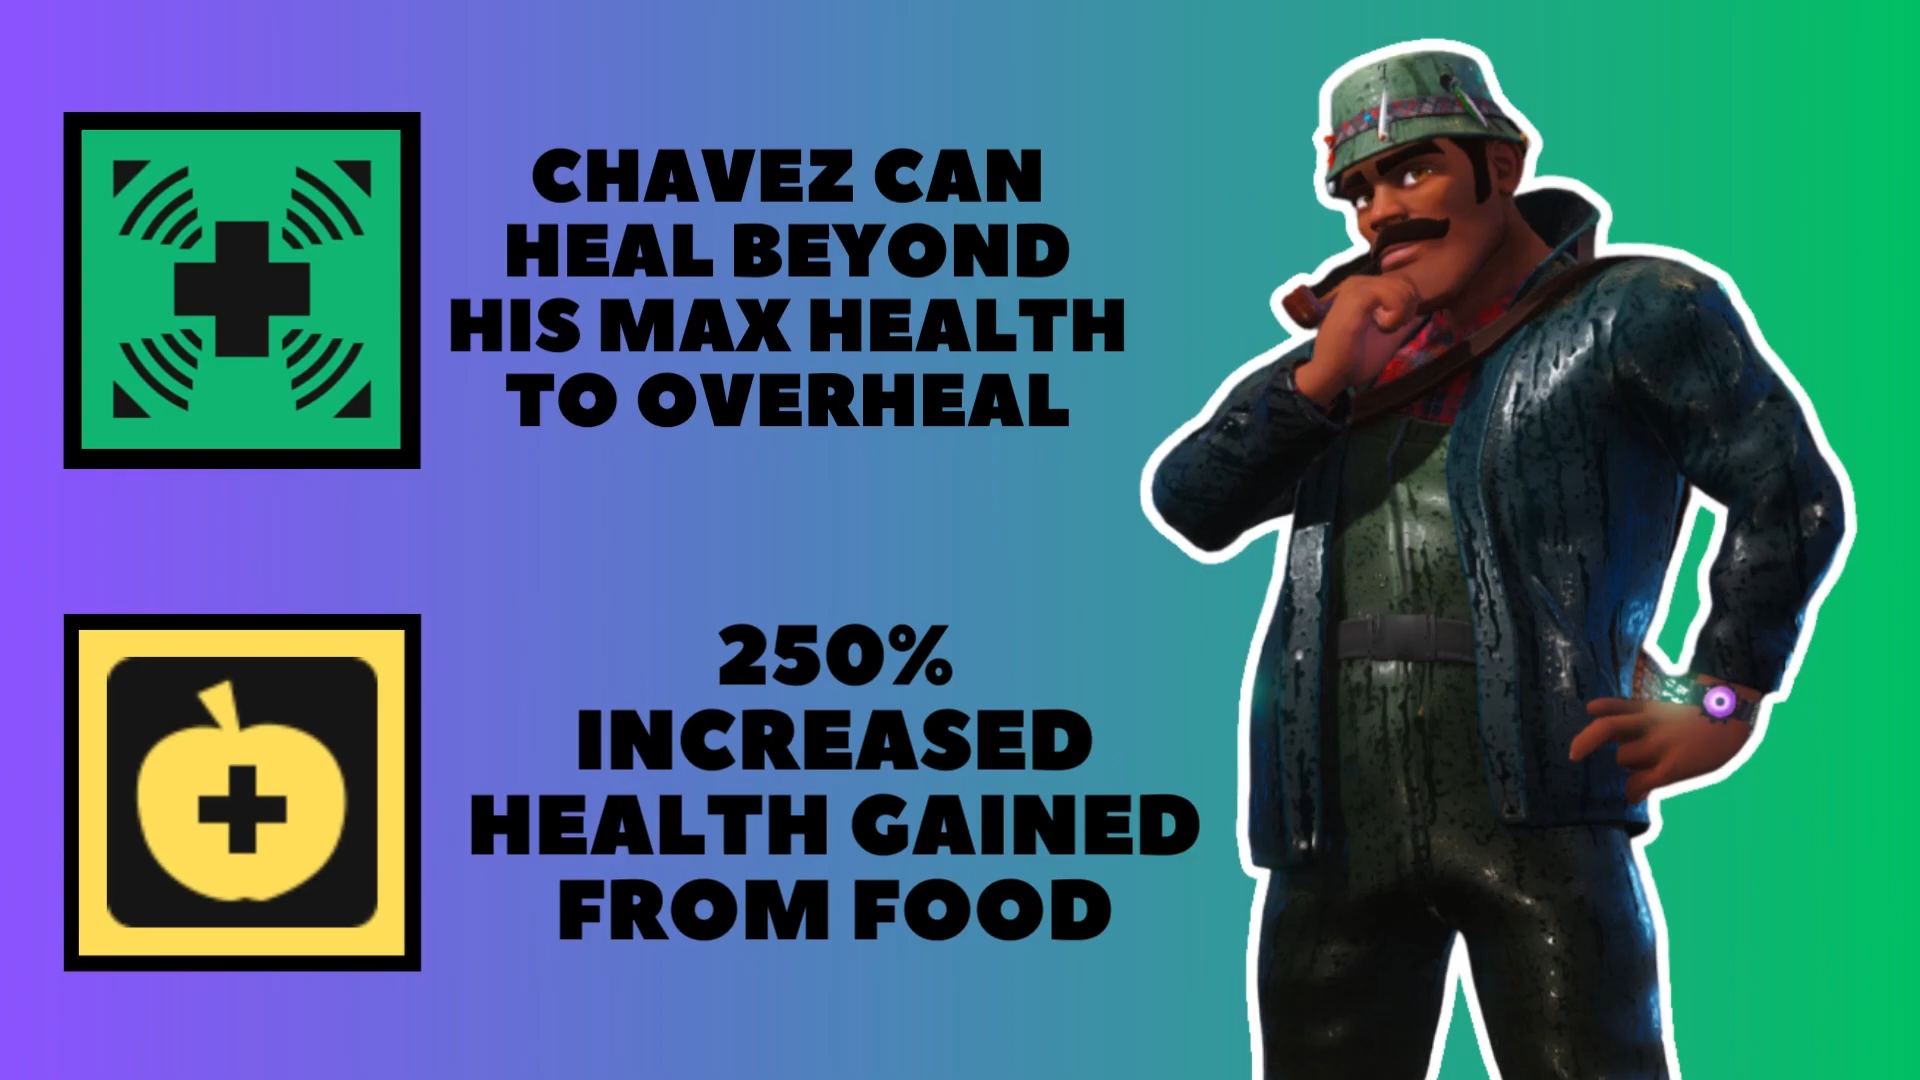 CHAVEZ CAN
HEAL BEYOND
HIS MAX HEALTH
TO OVERHEAL
250%
INCREASED
HEALTH GAINED
FROM FOOD